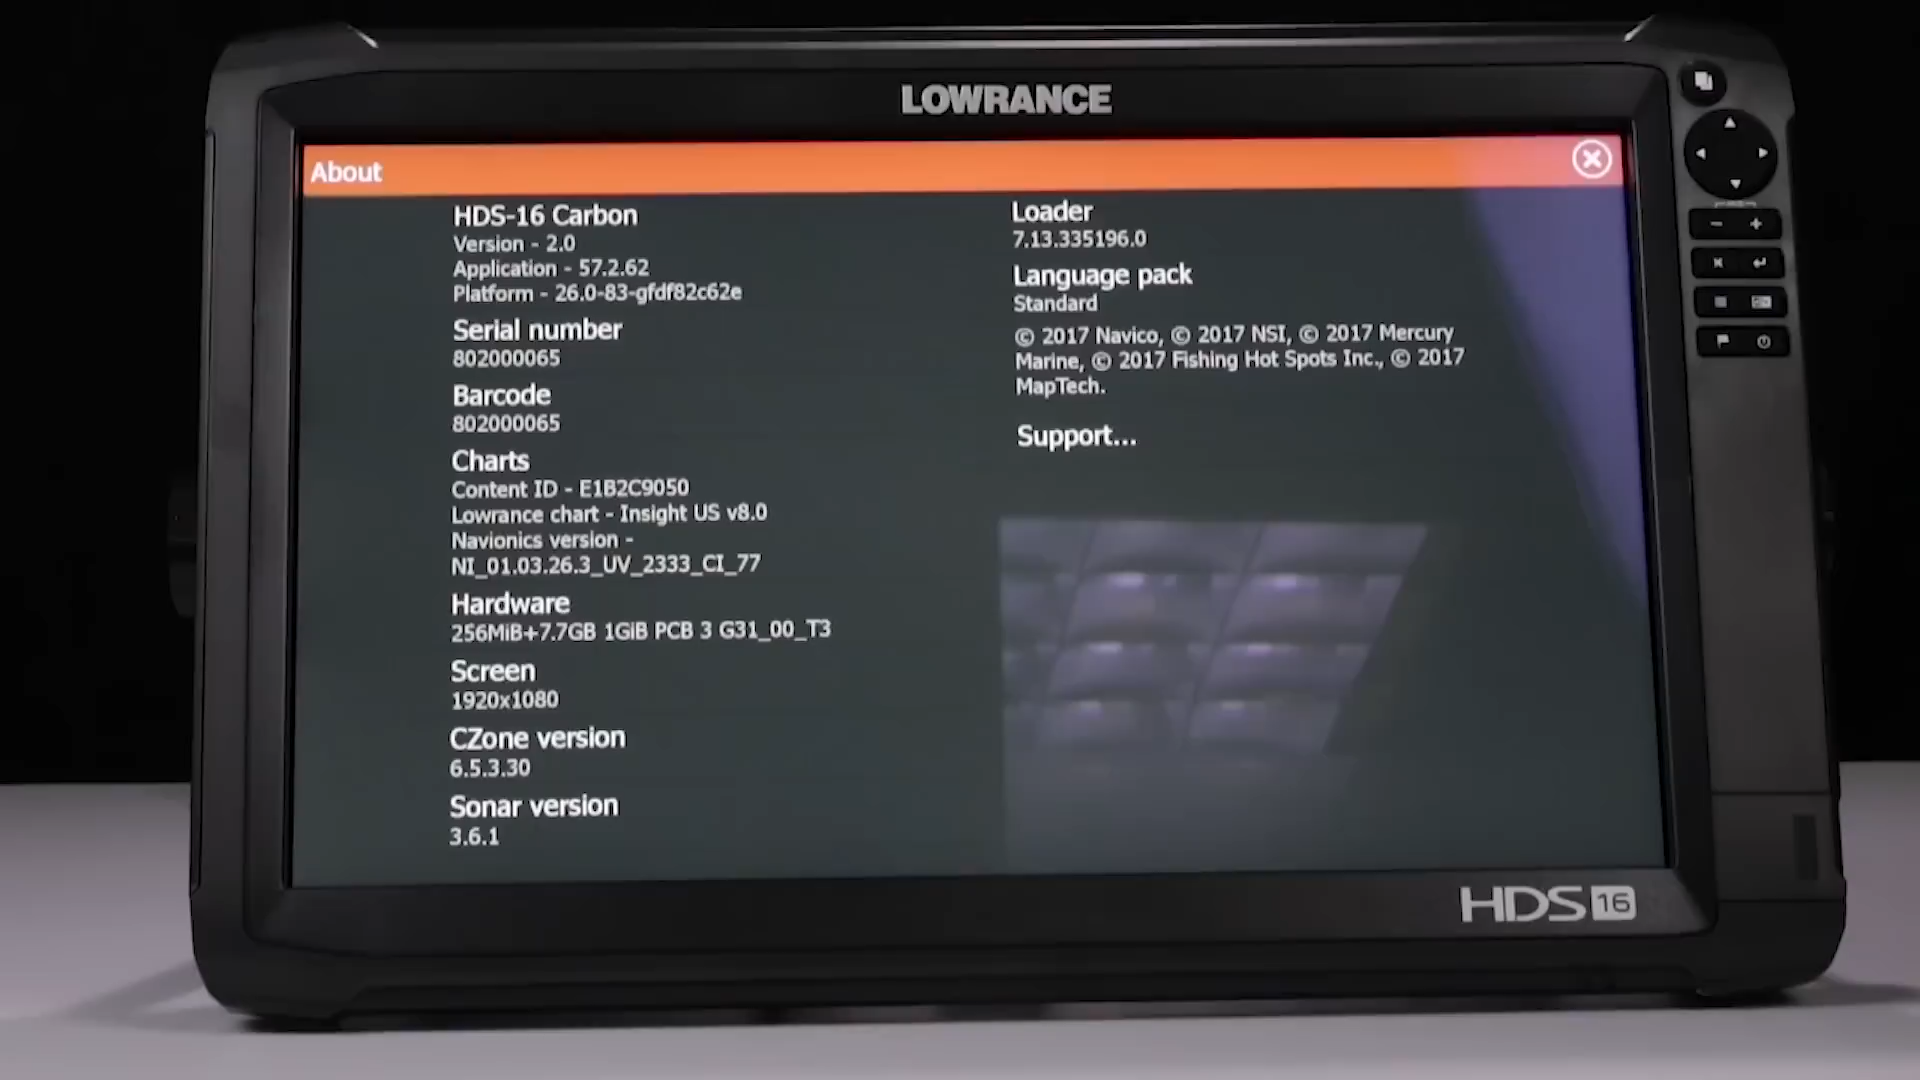 LOWRANCE
About
HDS-16 Carbon
Version - 2.0
Application - 57.2.62
Platform - 26.0-83-gfdf82c62e
Serial number
802000065
Barcode
802000065
Charts
Content ID - E1B2C9050
Lowrance chart - Insight US v8.0
Navionics version -
NI_01.03.26.3_UV_2333_CI_77
Hardware
256MiB+7.7GB 1GiB PCB 3 G31_00_T3
Screen
1920x1080
CZone version
6.5.3.30
Sonar version
3.6.1
Loader
7.13.335196.0
Language pack
Standard
© 2017 Navico, © 2017 NSI, © 2017 Mercury
Marine, © 2017 Fishing Hot Spots Inc., © 2017
MapTech.
Support...
HDS 16